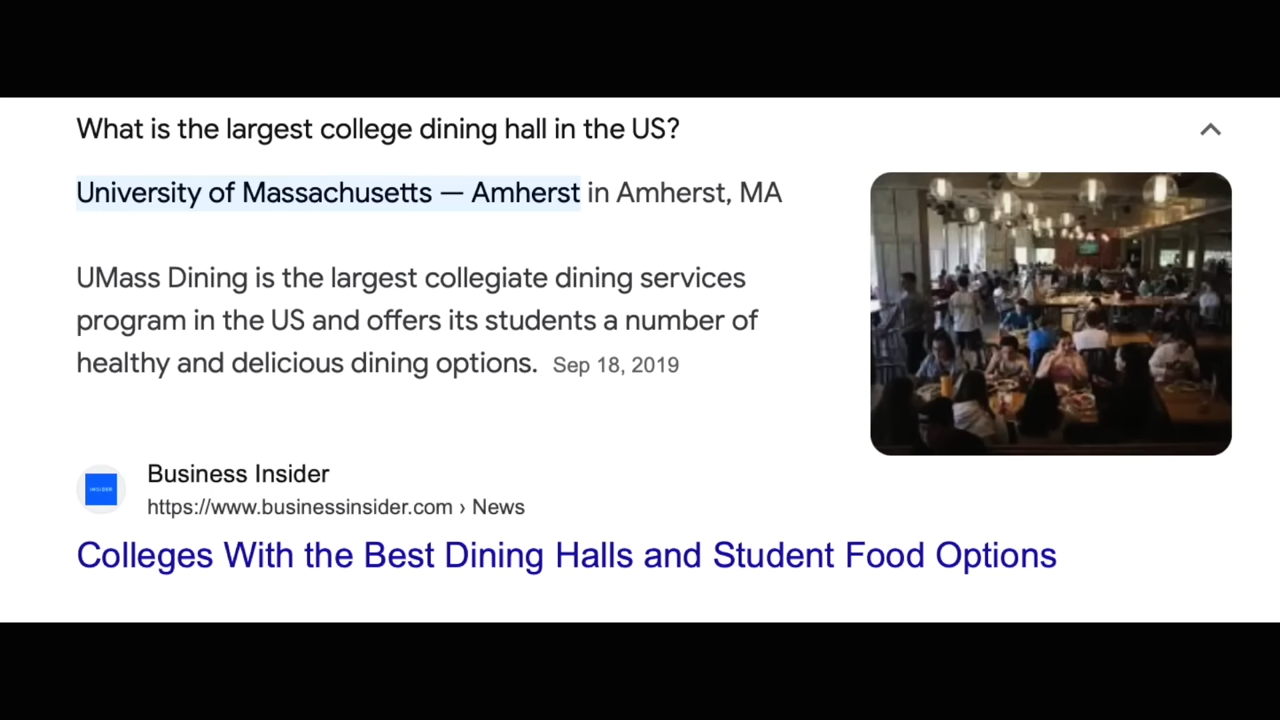 What is the largest college dining hall in the US?
University of Massachusetts — Amherst in Amherst, MA
UMass Dining is the largest collegiate dining services
program in the US and offers its students a number of
healthy and delicious dining options. Sep 18, 2019
INSIDER
Business Insider
https://www.businessinsider.com › News
Colleges With the Best Dining Halls and Student Food Options